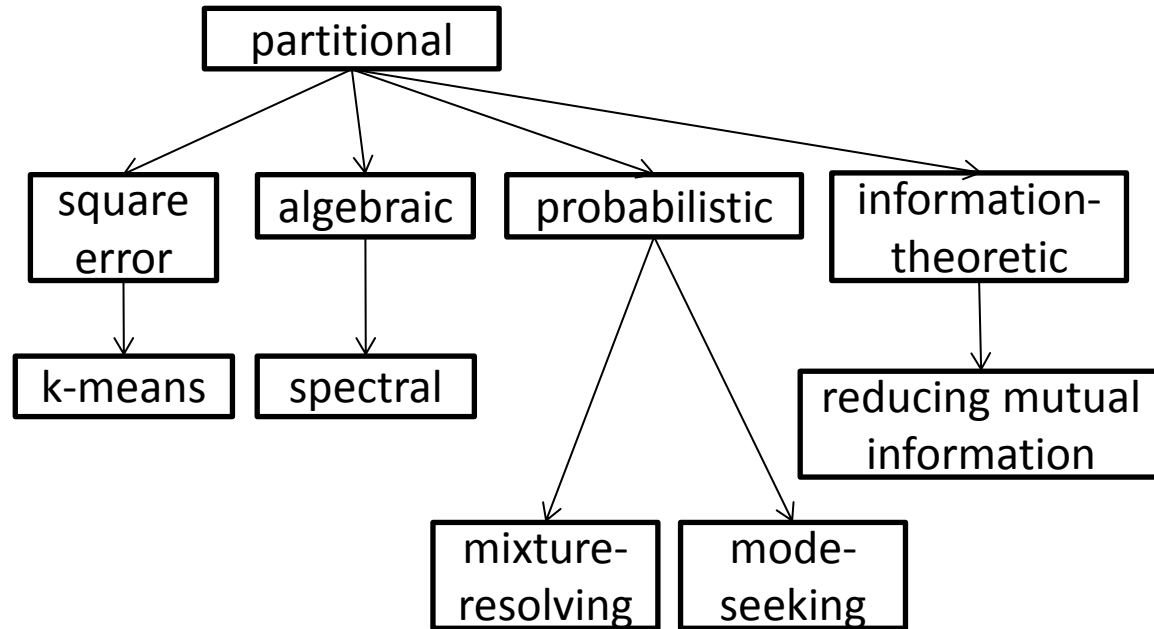 partitional
square
error
algebraic
probabilistic
information-
theoretic
k-means
spectral
reducing mutual
information
mixture-
resolving
mode-
seeking